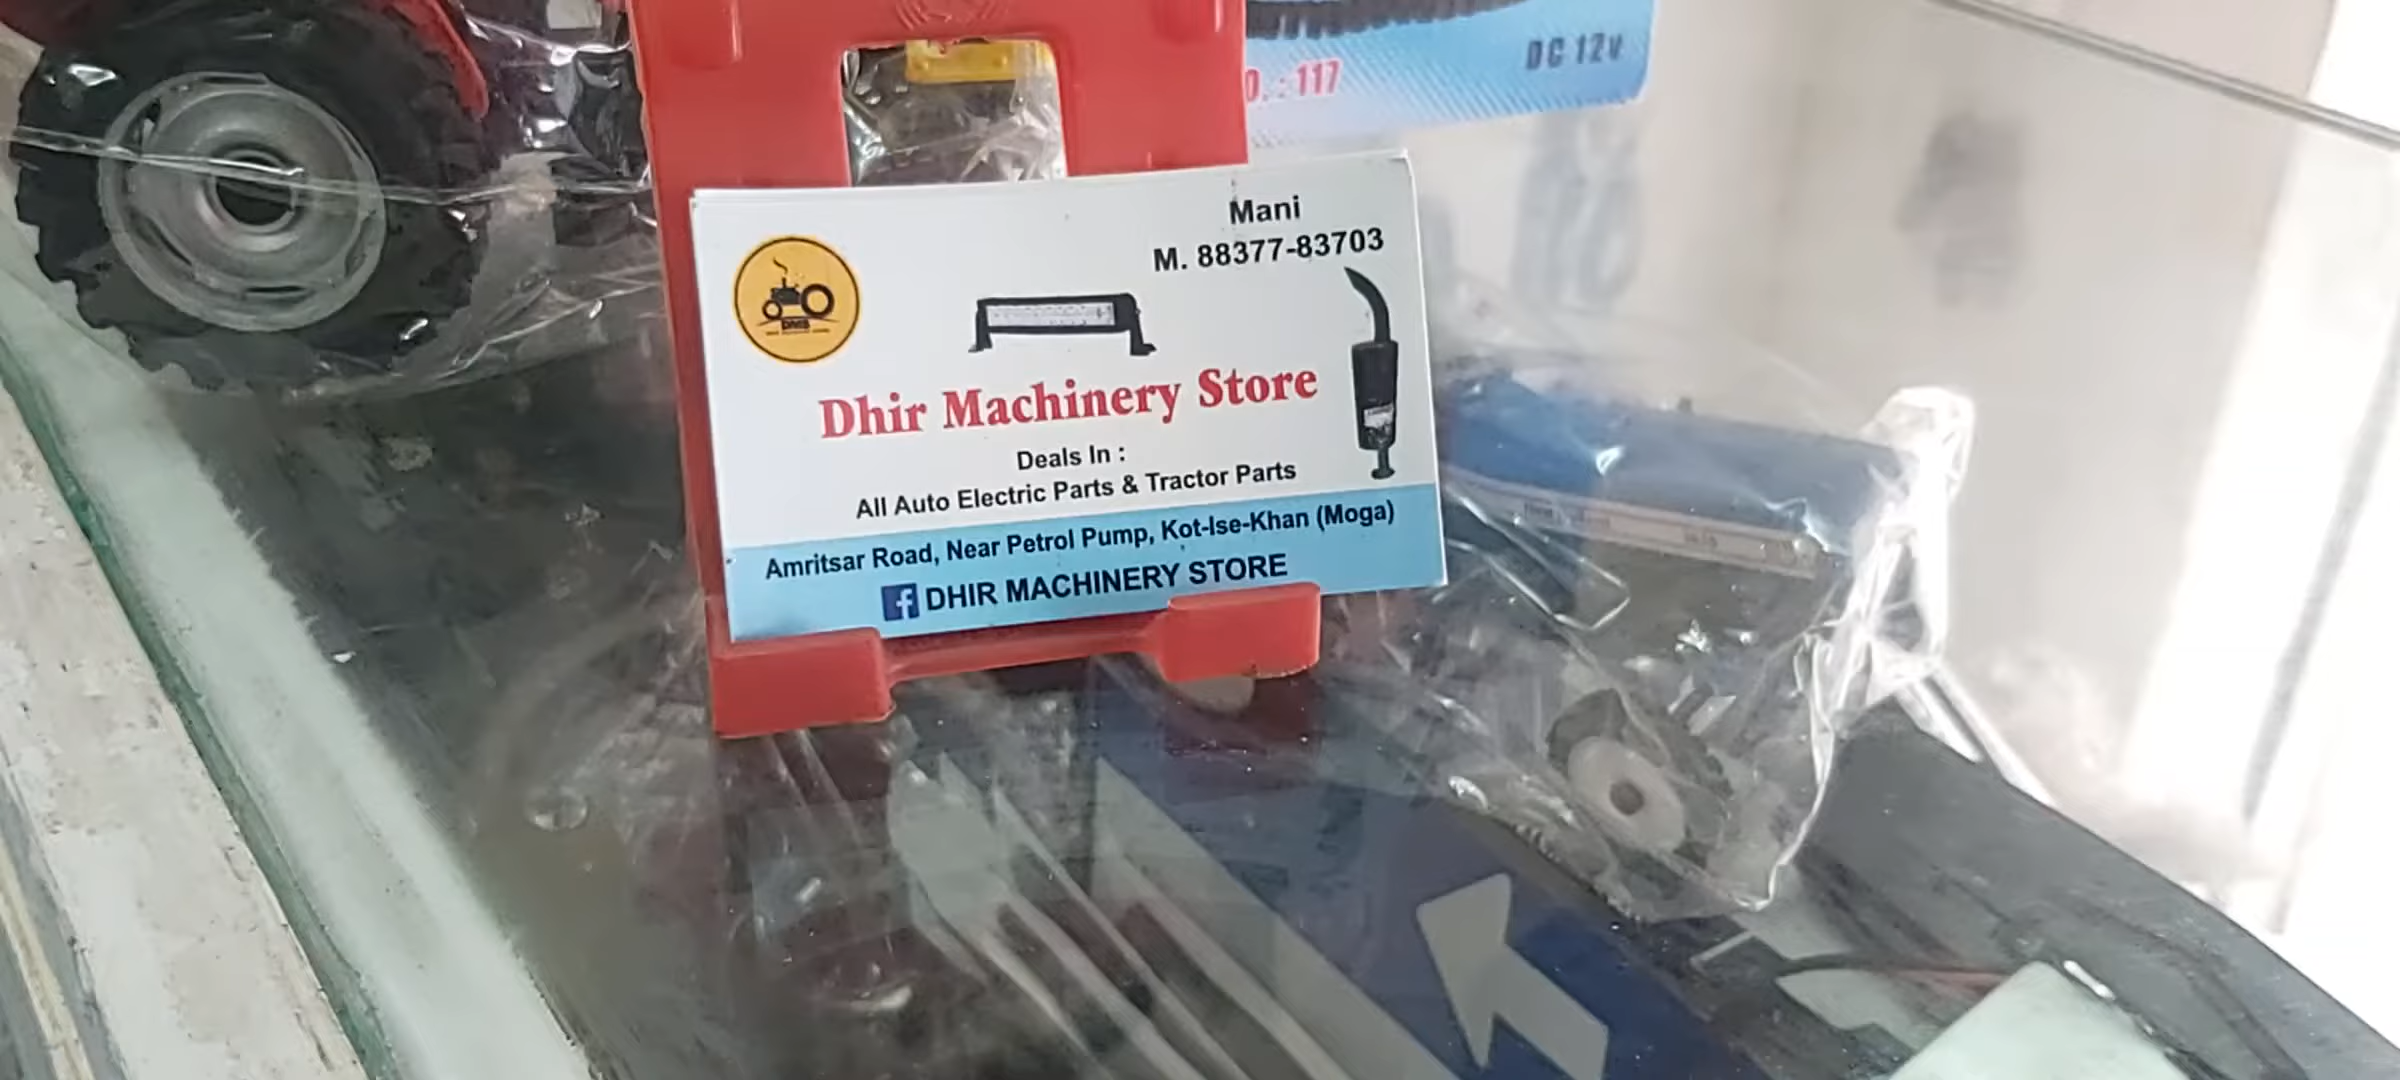 DC 12v
O. : 117
Mani
M. 88377-83703
DMS
Dhir Machinery Store
Deals In :
All Auto Electric Parts & Tractor Parts
Amritsar Road, Near Petrol Pump, Kot-Ise-Khan (Moga)
DHIR MACHINERY STORE